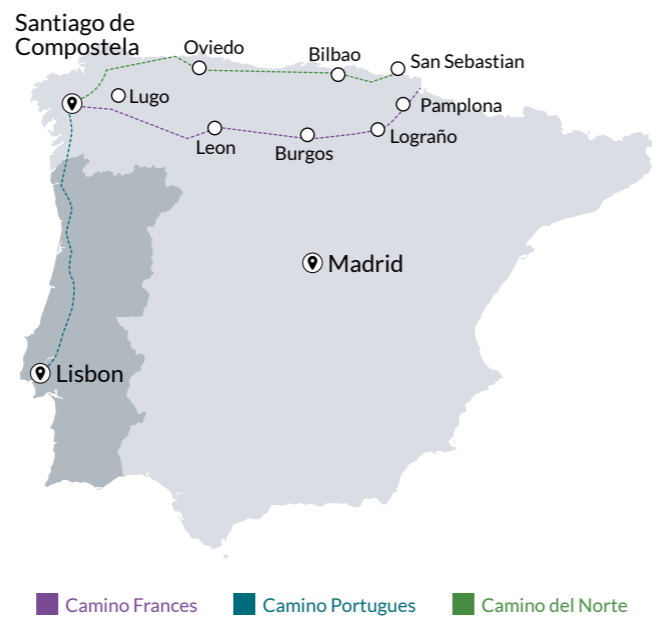 Santiago de
Compostela
Oviedo
Bilbao
San Sebastian
Lugo
Pamplona
Leon
Burgos
Lograño
Madrid
Lisbon
Camino Frances
Camino Portugues
Camino del Norte